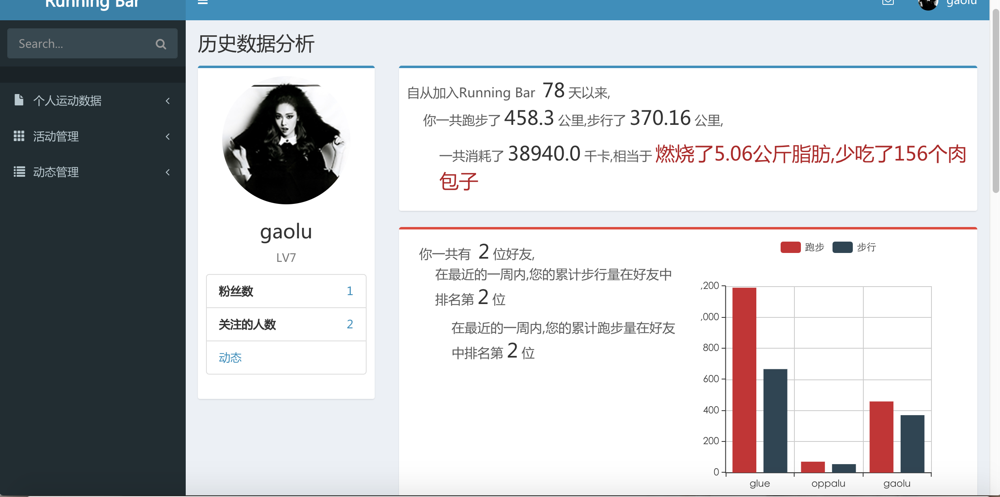 Running Bar
gaolu
Search...
个人运动数据
活动管理
动态管理
历史数据分析
gaolu
LV7
粉丝数 1
关注的人数 2
动态
自从加入Running Bar 78 天以来,
你一共跑步了 458.3 公里,步行了 370.16 公里,
一共消耗了 38940.0 千卡,相当于 燃烧了5.06公斤脂肪,少吃了156个肉
包子
你一共有 2 位好友,
在最近的一周内,您的累计步行量在好友中
排名第 2 位
在最近的一周内,您的累计跑步量在好友
中排名第 2 位
跑步 步行
,200
,000
800
600
400
200
0
glue oppalu gaolu